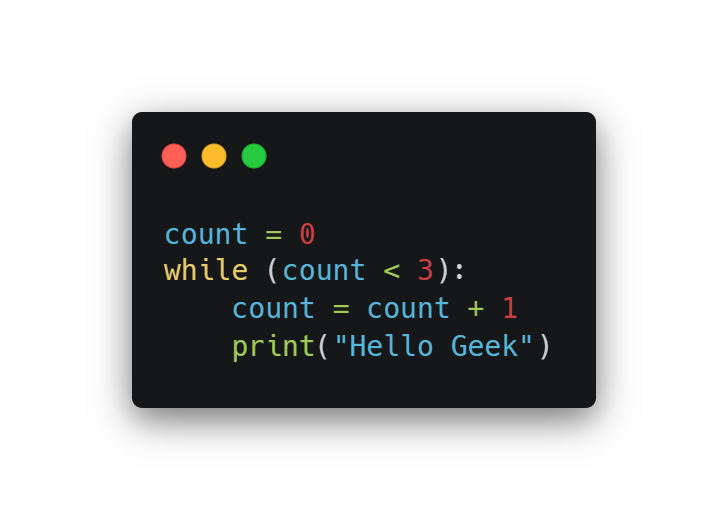 count = 0
while (count < 3):
    count = count + 1
    print("Hello Geek")